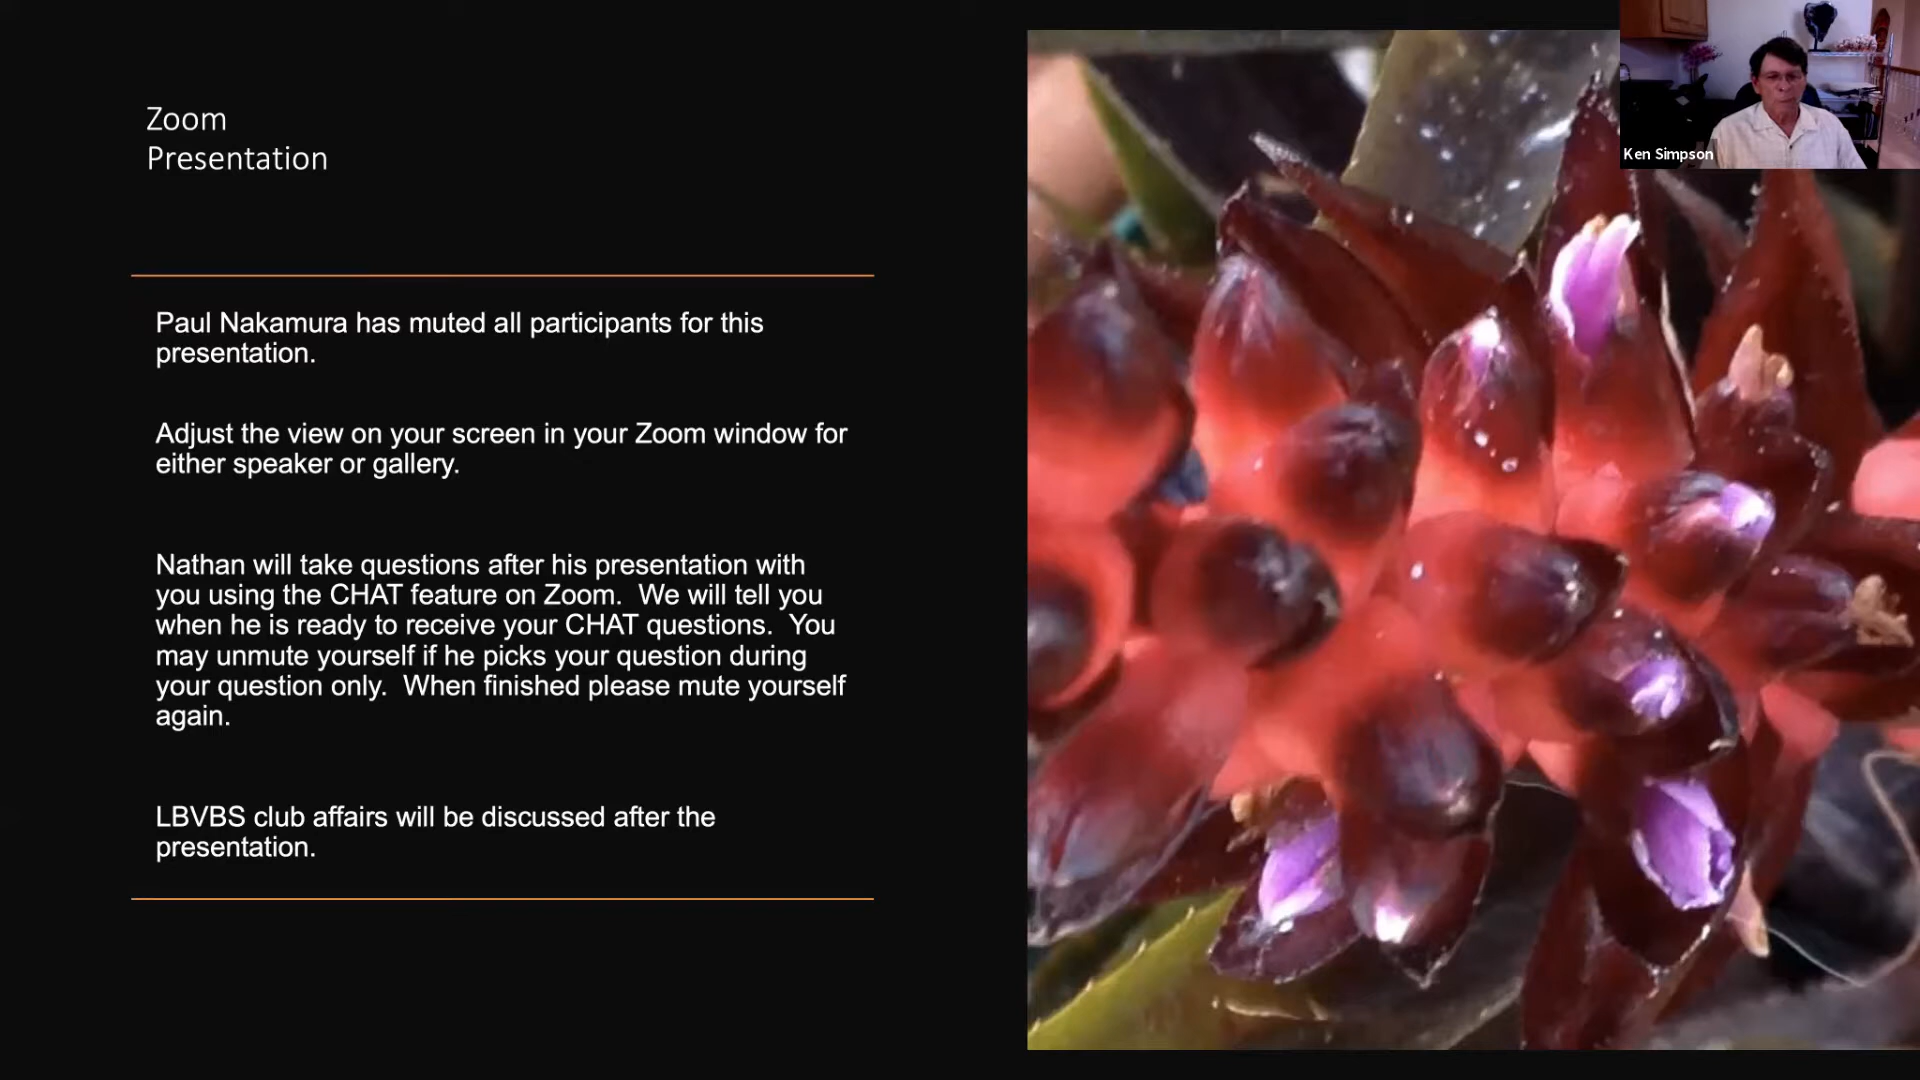 Zoom
Presentation
Ken Simpson
Paul Nakamura has muted all participants for this
presentation.
Adjust the view on your screen in your Zoom window for
either speaker or gallery.
Nathan will take questions after his presentation with
you using the CHAT feature on Zoom.  We will tell you
when he is ready to receive your CHAT questions.  You
may unmute yourself if he picks your question during
your question only.  When finished please mute yourself
again.
LBVBS club affairs will be discussed after the
presentation.